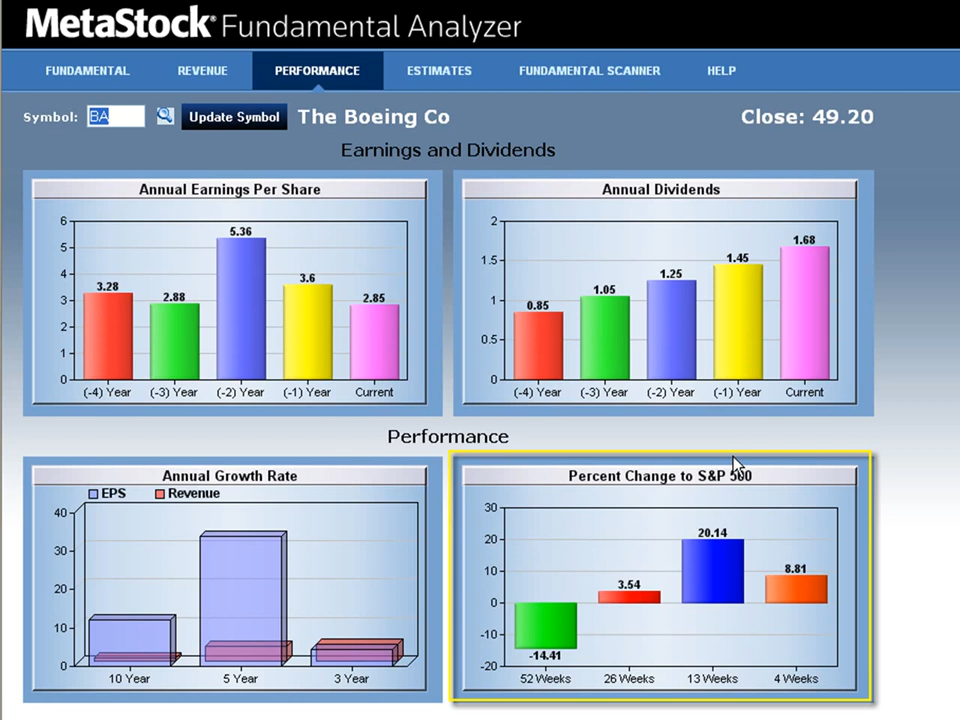 MetaStock® Fundamental Analyzer
FUNDAMENTAL REVENUE PERFORMANCE ESTIMATES FUNDAMENTAL SCANNER HELP
Symbol: BA Update Symbol The Boeing Co Close: 49.20
Earnings and Dividends
Annual Earnings Per Share
6
5
4
3
2
1
0
3.28
2.88
5.36
3.6
2.85
(-4) Year (-3) Year (-2) Year (-1) Year Current
Annual Dividends
2
1.5
1
0.5
0
0.85
1.05
1.25
1.45
1.68
(-4) Year (-3) Year (-2) Year (-1) Year Current
Performance
Annual Growth Rate
EPS Revenue
40
30
20
10
0
10 Year 5 Year 3 Year
Percent Change to S&P 500
30
20
10
0
-10
-20
-14.41
3.54
20.14
8.81
52 Weeks 26 Weeks 13 Weeks 4 Weeks